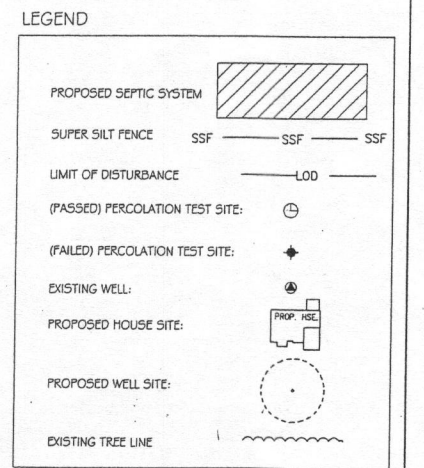 LEGEND
PROPOSED SEPTIC SYSTEM
SUPER SILT FENCE SSF SSF SSF
LIMIT OF DISTURBANCE LOD
(PASSED) PERCOLATION TEST SITE:
(FAILED) PERCOLATION TEST SITE:
EXISTING WELL:
PROPOSED HOUSE SITE: PROP. HSE.
PROPOSED WELL SITE:
EXISTING TREE LINE